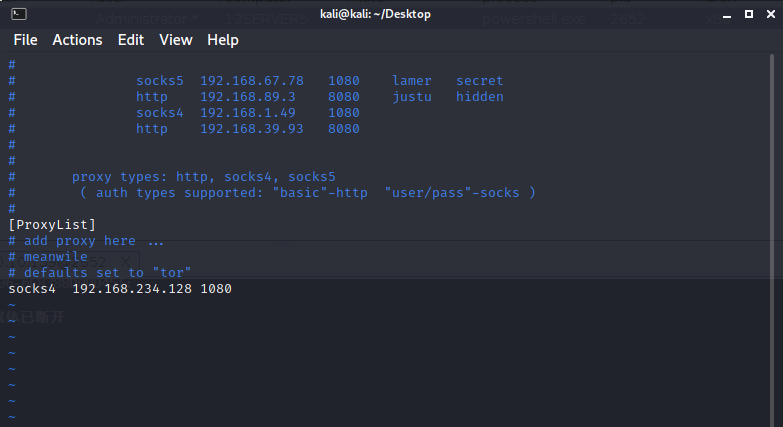 kali@kali: ~/Desktop
File Actions Edit View Help
#
# socks5 192.168.67.78 1080 lamer secret
# http 192.168.89.3 8080 justu hidden
# socks4 192.168.1.49 1080
# http 192.168.39.93 8080
#
#
# proxy types: http, socks4, socks5
# ( auth types supported: "basic"-http "user/pass"-socks )
#
[ProxyList]
# add proxy here ...
# meanwile
# defaults set to "tor"
socks4 192.168.234.128 1080
~
~
~
~
~
~
~
~